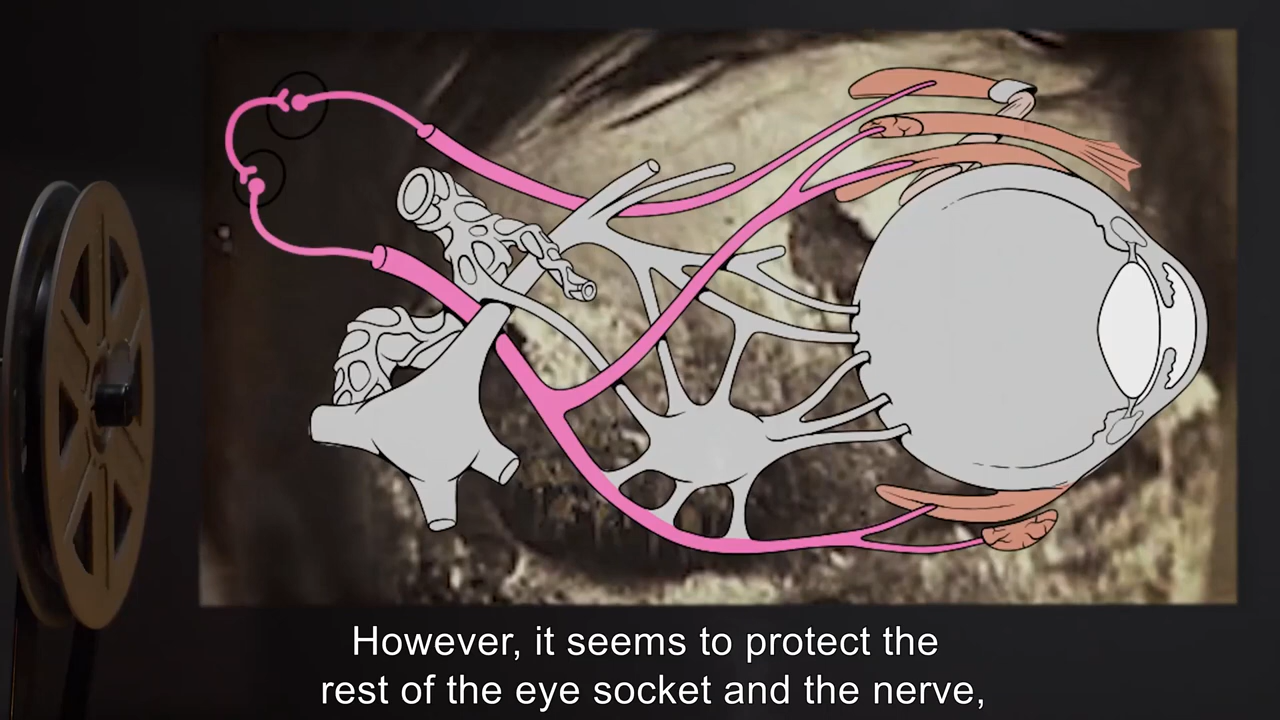 However, it seems to protect the
rest of the eye socket and the nerve,